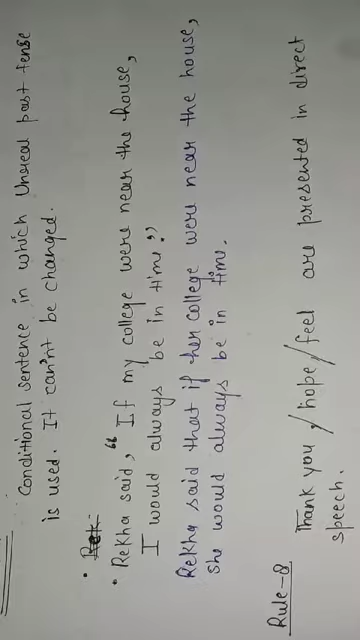 Conditional sentence in which Unreal past tense
is used. It can'nt be changed.
• Rek
• Rekha said, "If my college were near the house,
I would always be in time."
Rekha said that if her college were near the house,
She would always be in time.
Rule-8
Thank you / hope / feel are presented in direct
speech.